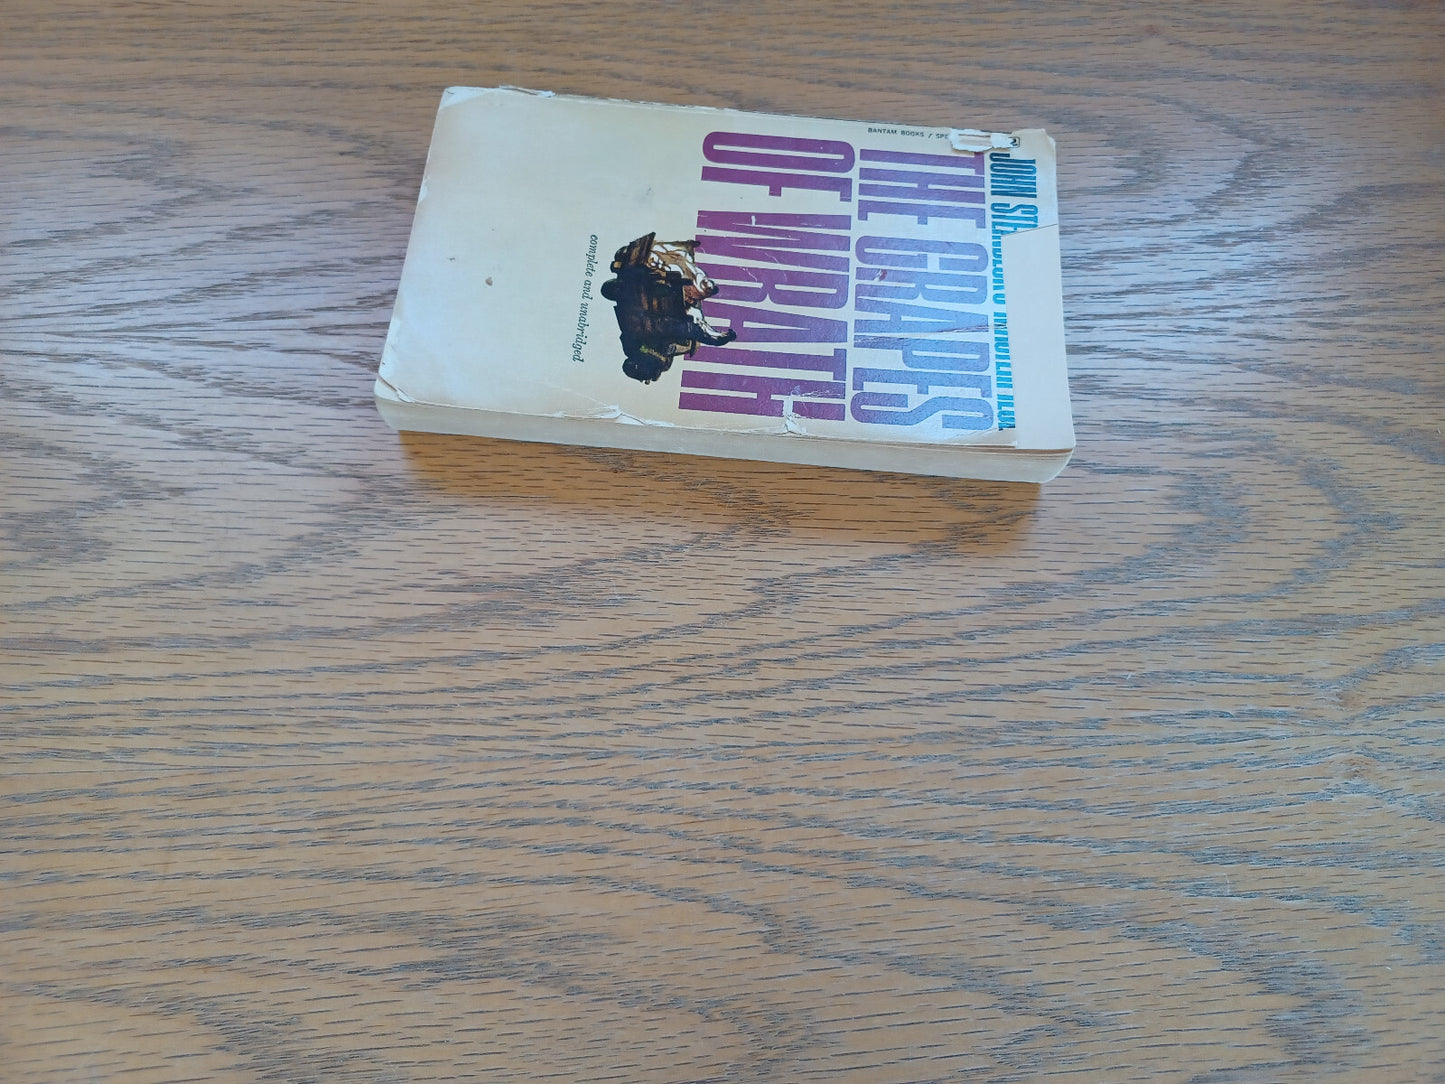 BANTAM BOOKS / SPE
JOHN STE
THE GRAPES
OF WRATH
complete and unabridged